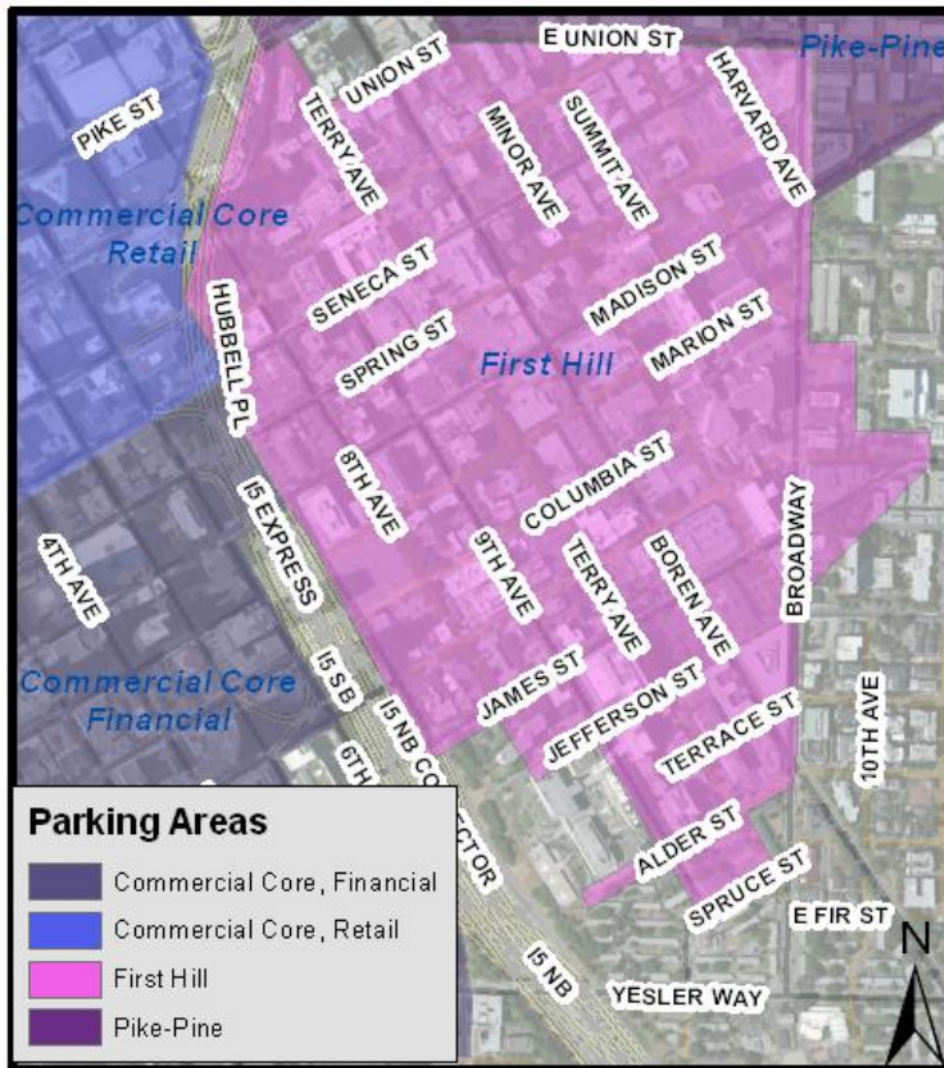 E UNION ST
Pike-Pine
UNION ST
HARVARD AVE
PIKE ST
TERRY AVE
MINOR AVE
SUMMIT AVE
Commercial Core
Retail
SENECA ST
MADISON ST
HUBBELL PL
SPRING ST
First Hill
MARION ST
8TH AVE
COLUMBIA ST
I5 EXPRESS
4TH AVE
9TH AVE
TERRY AVE
BOREN AVE
BROADWAY
Commercial Core
Financial
I5 SB
JAMES ST
JEFFERSON ST
TERRACE ST
10TH AVE
I5 NB CO
ECTOR
6TH
ALDER ST
SPRUCE ST
E FIR ST
I5 NB
YESLER WAY
N
Parking Areas
Commercial Core, Financial
Commercial Core, Retail
First Hill
Pike-Pine